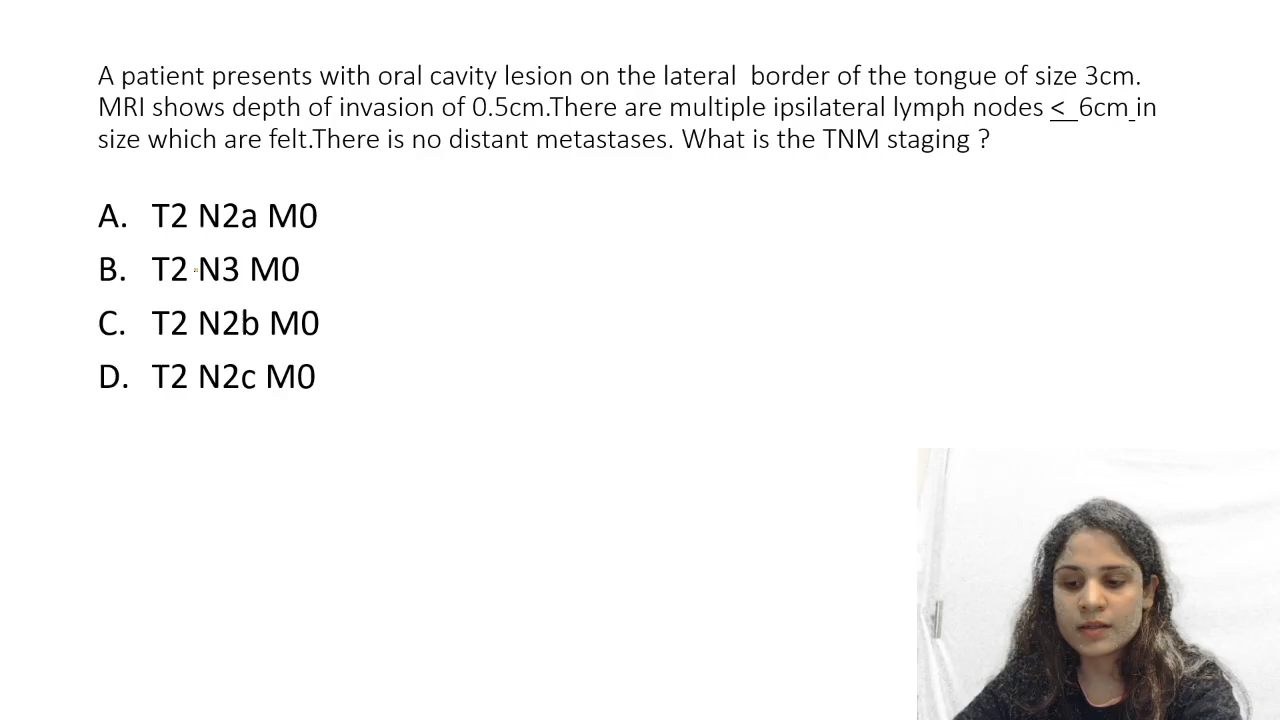 A patient presents with oral cavity lesion on the lateral border of the tongue of size 3cm.
MRI shows depth of invasion of 0.5cm.There are multiple ipsilateral lymph nodes < 6cm in
size which are felt.There is no distant metastases. What is the TNM staging ?
A. T2 N2a M0
B. T2 N3 M0
C. T2 N2b M0
D. T2 N2c M0